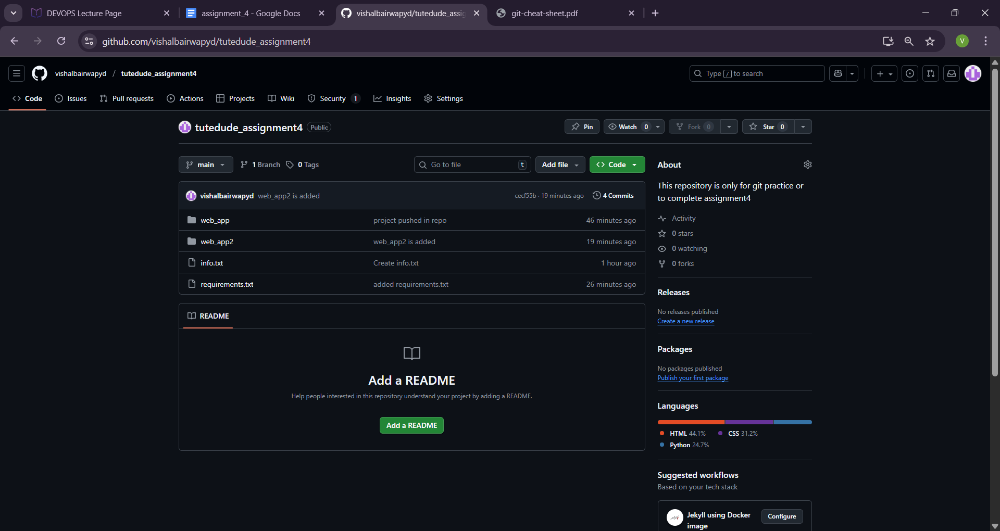 DEVOPS Lecture Page
assignment_4 - Google Docs
vishalbairwapyd/tutedude_assig
git-cheat-sheet.pdf
github.com/vishalbairwapyd/tutedude_assignment4
V
vishalbairwapyd / tutedude_assignment4
Type / to search
Code
Issues
Pull requests
Actions
Projects
Wiki
Security 1
Insights
Settings
tutedude_assignment4 Public
Pin
Watch 0
Fork 0
Star 0
main
1 Branch
0 Tags
Go to file t
Add file
Code
vishalbairwapyd web_app2 is added cecf55b · 19 minutes ago 4 Commits
web_app project pushed in repo 46 minutes ago
web_app2 web_app2 is added 19 minutes ago
info.txt Create info.txt 1 hour ago
requirements.txt added requirements.txt 26 minutes ago
README
Add a README
Help people interested in this repository understand your project by adding a README.
Add a README
About
This repository is only for git practice or
to complete assignment4
Activity
0 stars
0 watching
0 forks
Releases
No releases published
Create a new release
Packages
No packages published
Publish your first package
Languages
HTML 44.1% CSS 31.2%
Python 24.7%
Suggested workflows
Based on your tech stack
Jekyll using Docker
image
Configure